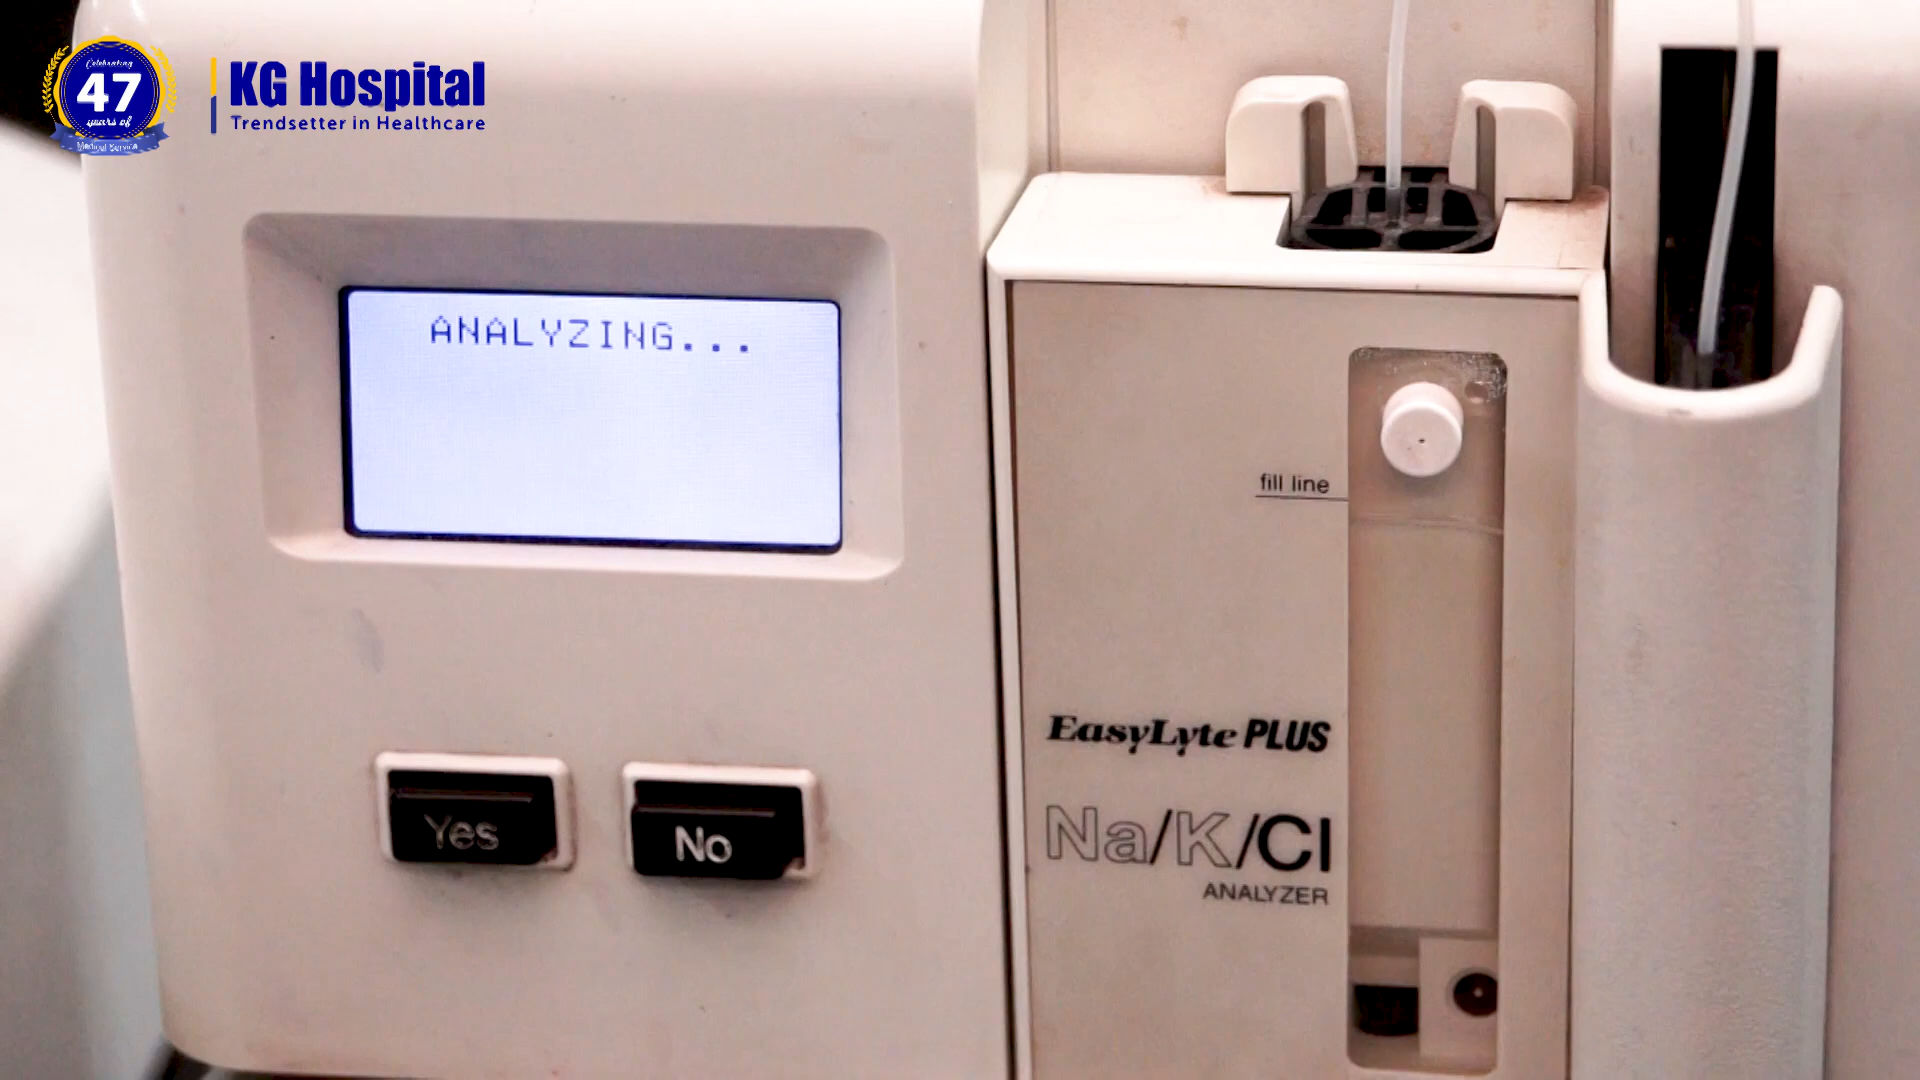 Celebrating
47
years of
Medical Service
KG Hospital
Trendsetter in Healthcare
ANALYZING...
fill line
EasyLyte PLUS
Na/K/Cl
ANALYZER
Yes
No